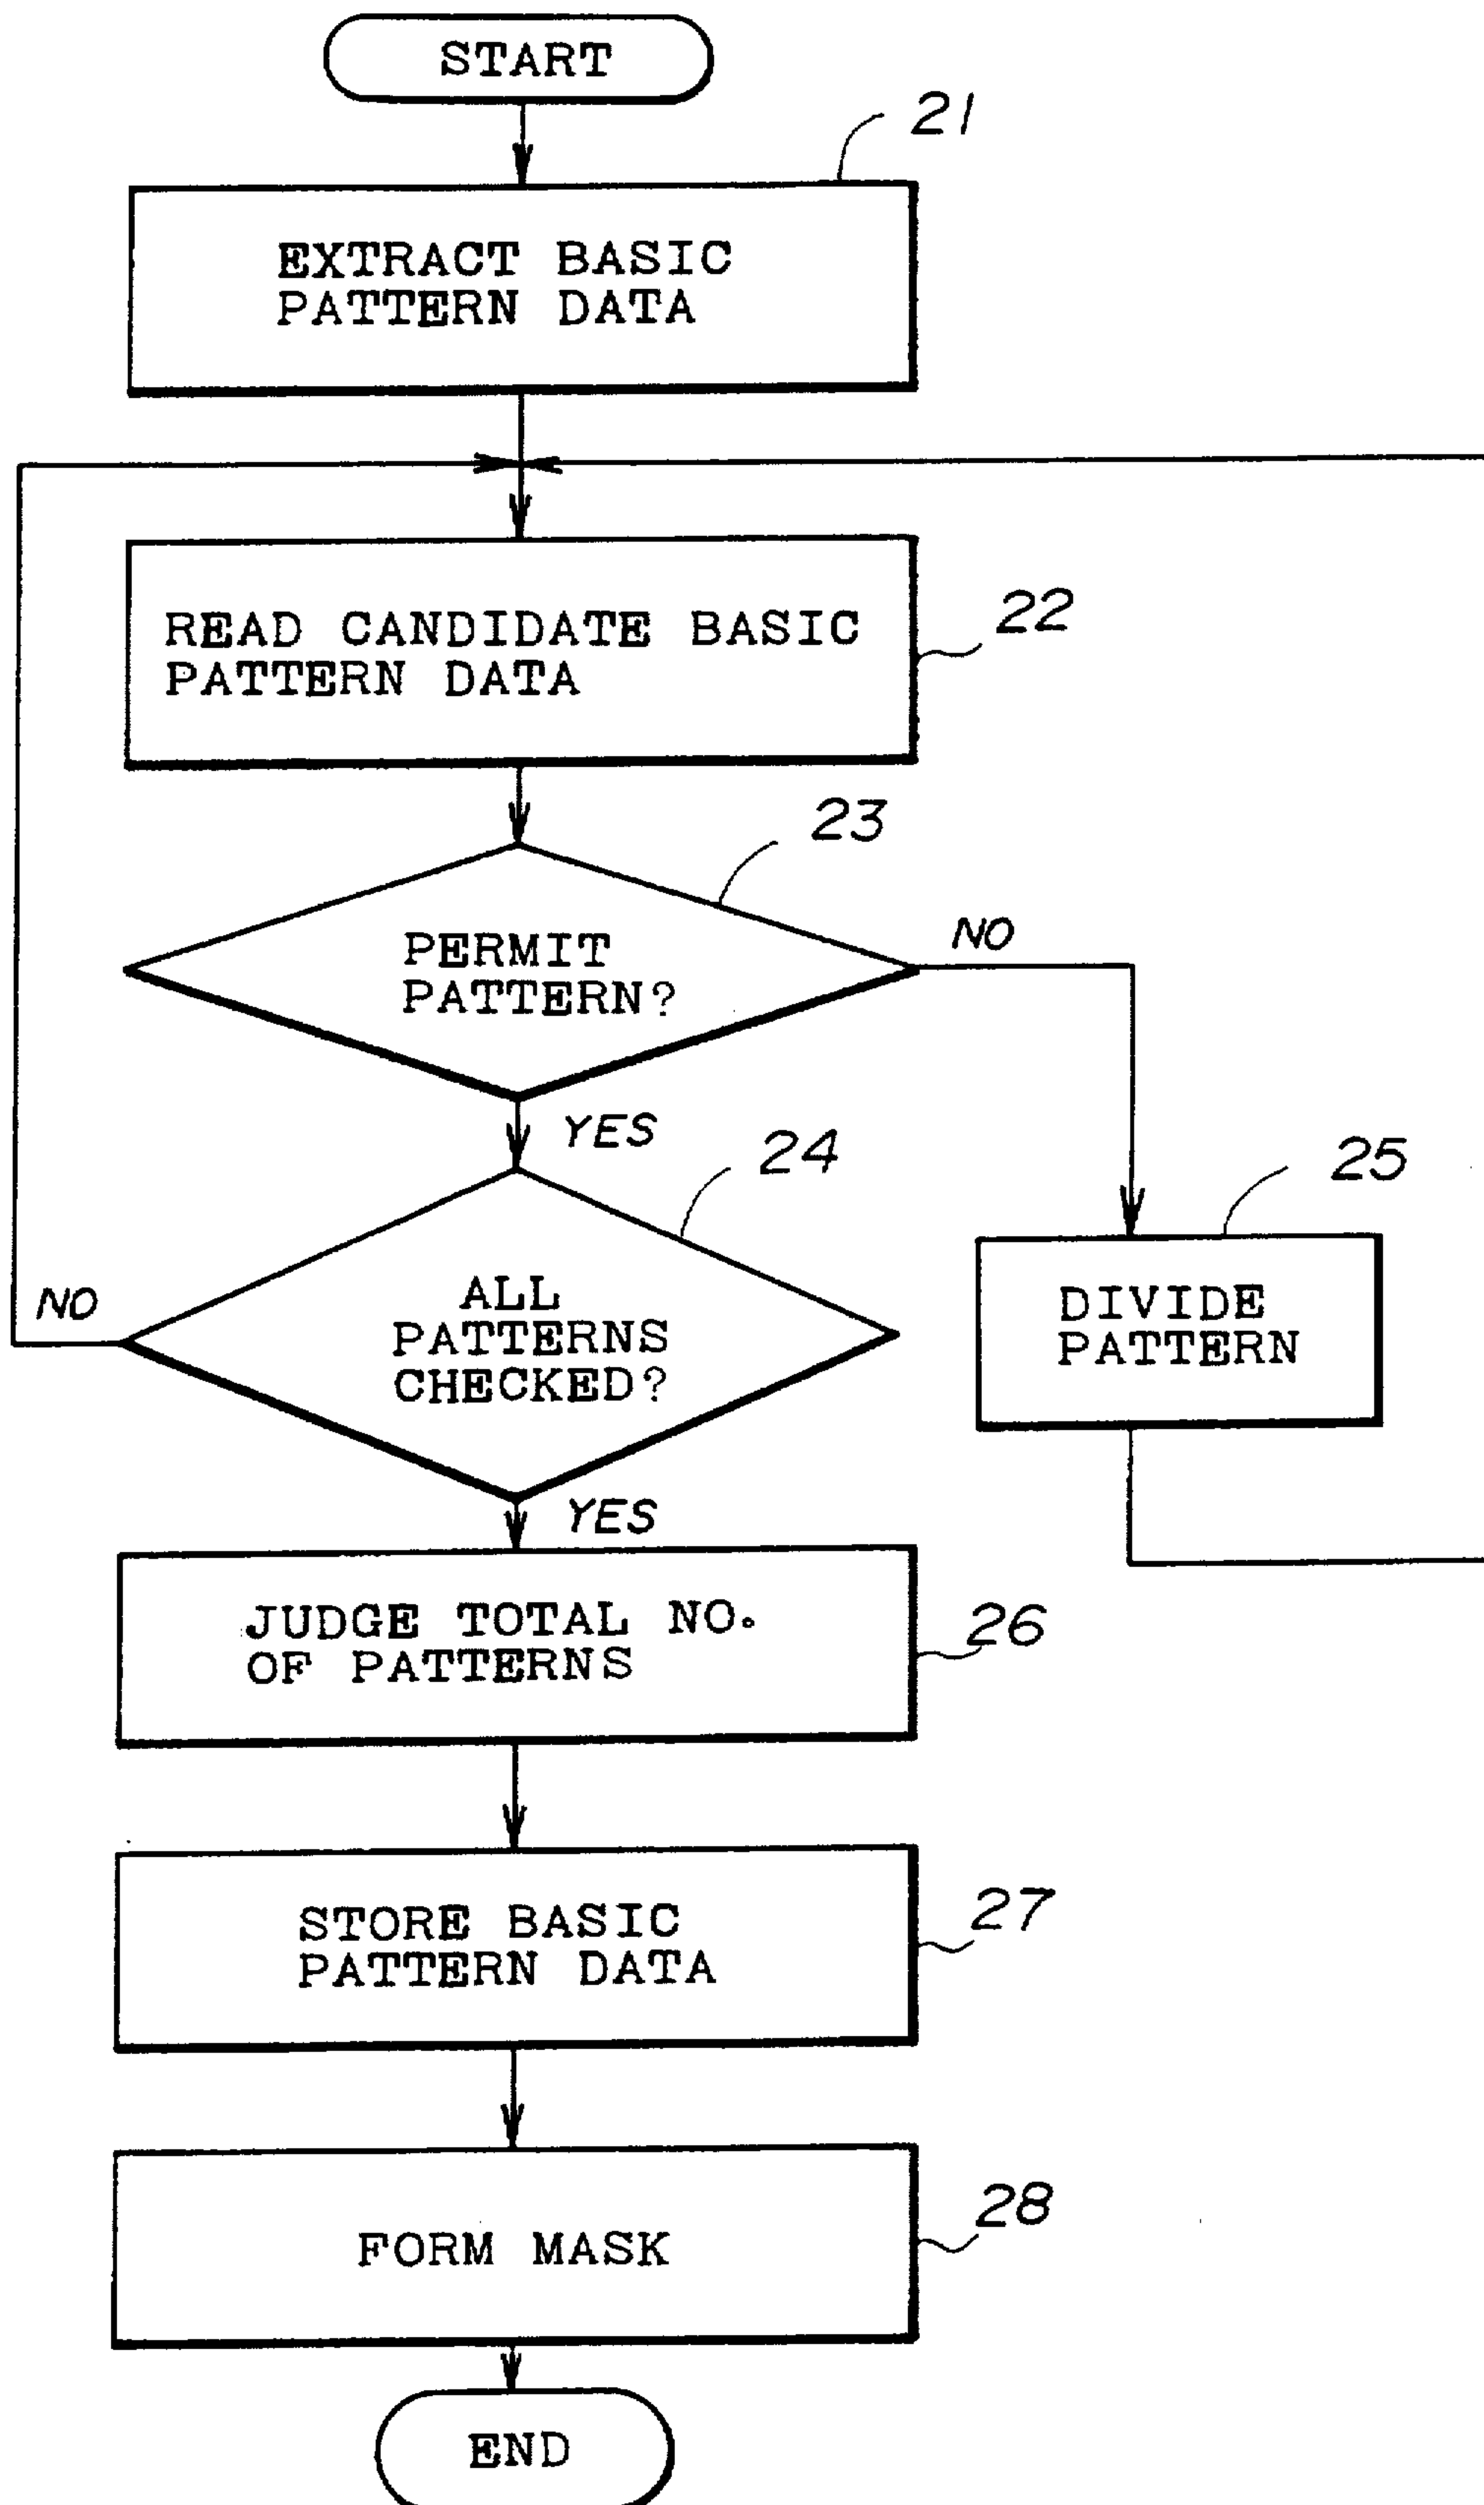 START
21
EXTRACT BASIC
PATTERN DATA
READ CANDIDATE BASIC
PATTERN DATA
22
23
PERMIT
PATTERN?
NO
YES
24
25
NO
ALL
PATTERNS
CHECKED?
DIVIDE
PATTERN
YES
JUDGE TOTAL NO.
OF PATTERNS
26
STORE BASIC
PATTERN DATA
27
FORM MASK
28
END